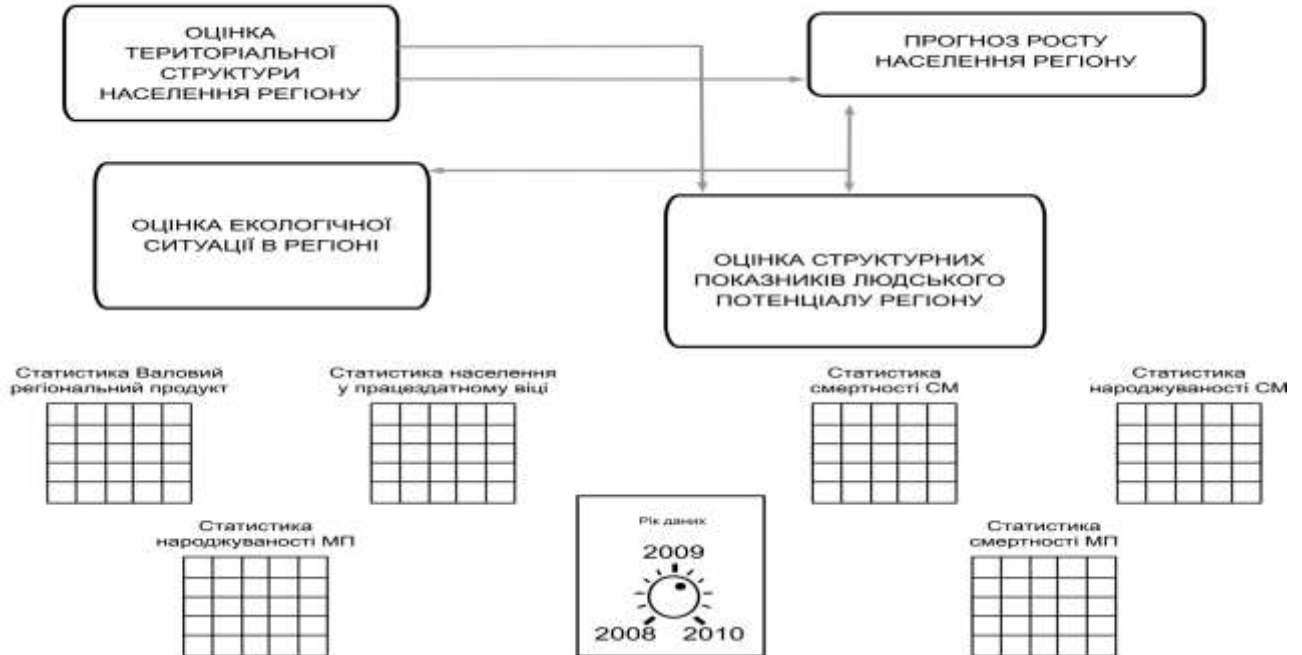 ОЦІНКА
ТЕРИТОРІАЛЬНОЇ
СТРУКТУРИ
НАСЕЛЕННЯ РЕГІОНУ
ПРОГНОЗ РОСТУ
НАСЕЛЕННЯ РЕГІОНУ
ОЦІНКА ЕКОЛОГІЧНОЇ
СИТУАЦІЇ В РЕГІОНІ
ОЦІНКА СТРУКТУРНИХ
ПОКАЗНИКІВ ЛЮДСЬКОГО
ПОТЕНЦІАЛУ РЕГІОНУ
Статистика Валовий
регіональний продукт
Статистика населення
у працездатному віці
Статистика
смертності СМ
Статистика
народжуваності СМ
Статистика
народжуваності МП
Рік даних
2009
2008 2010
Статистика
смертності МП